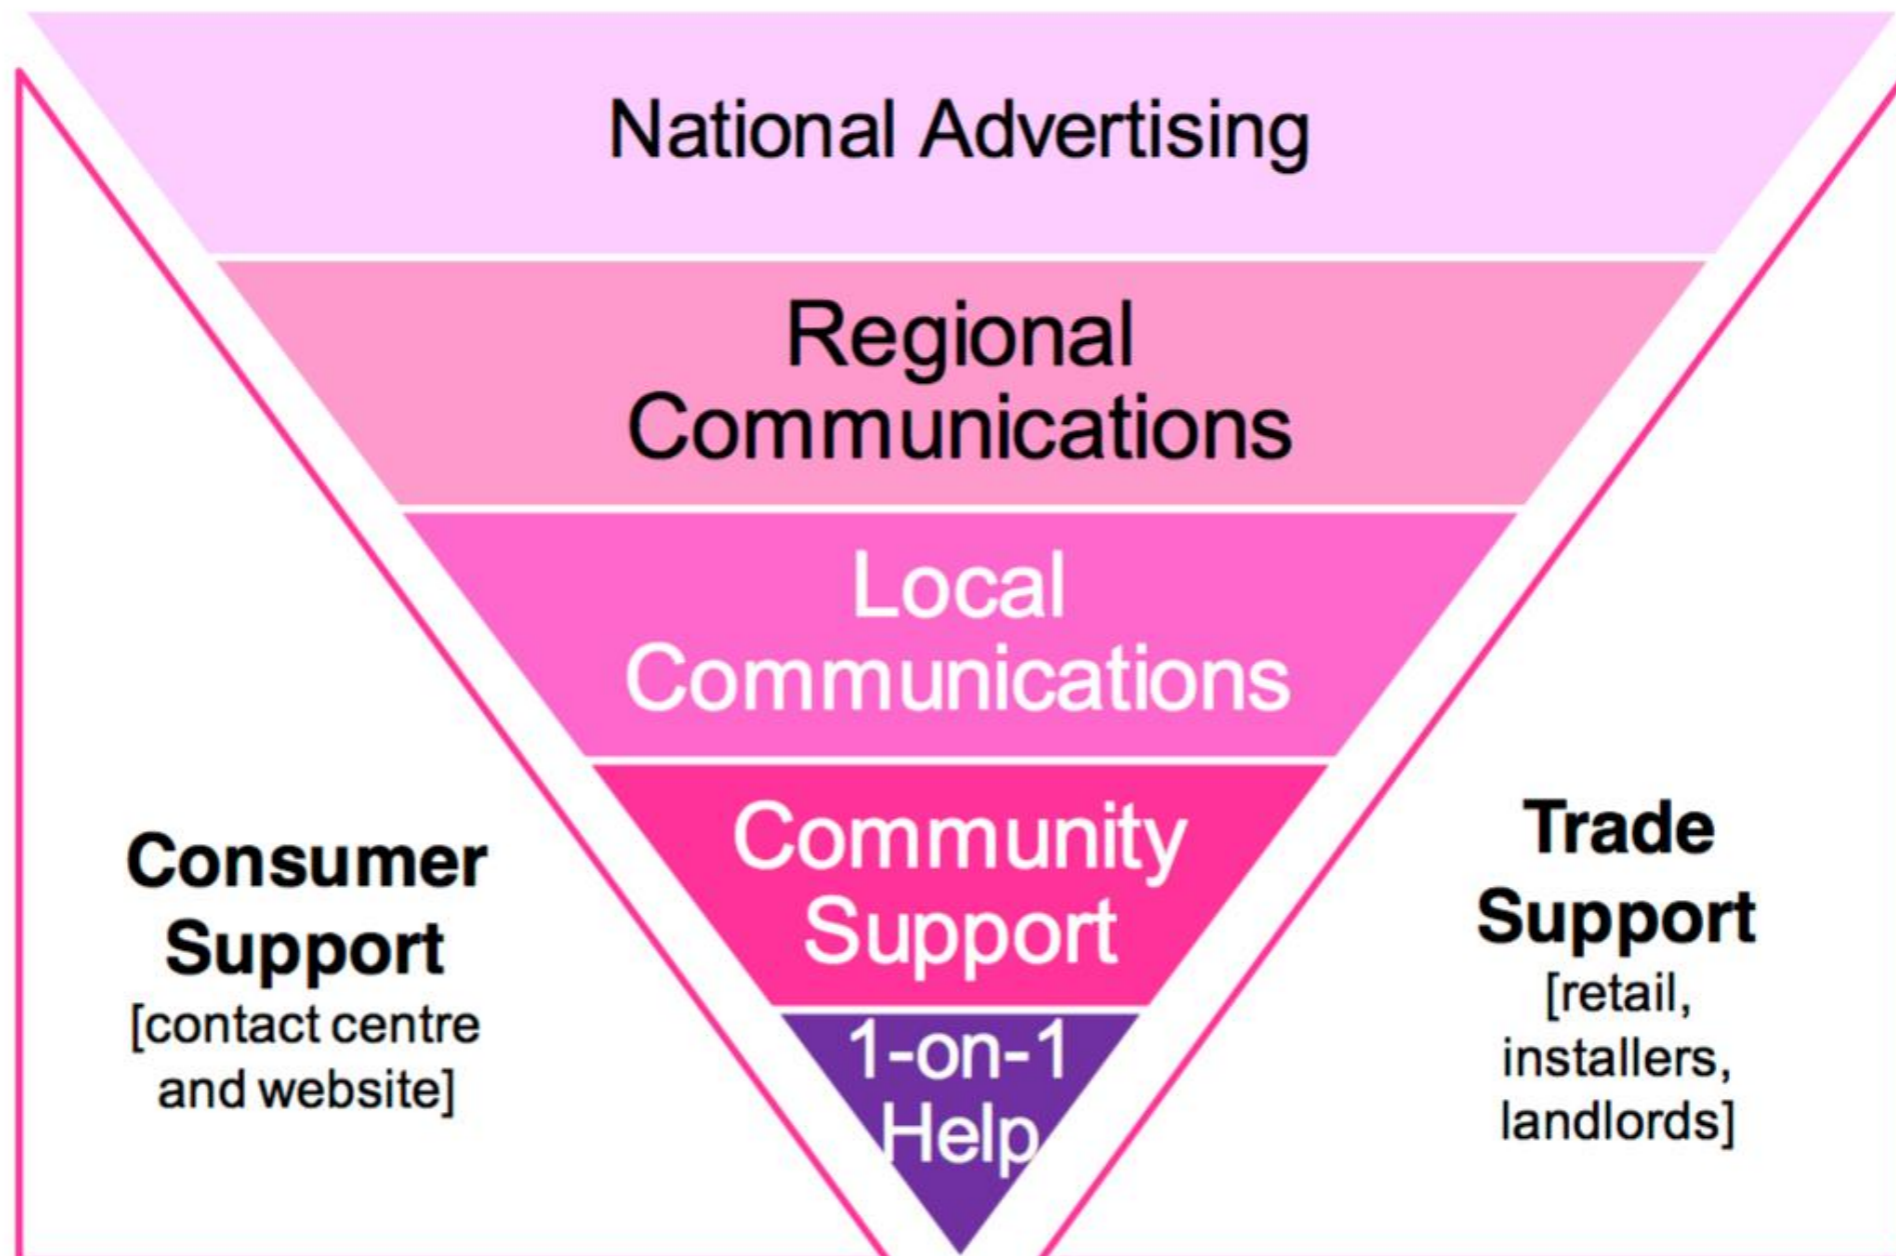 National Advertising
Regional
Communications
Local
Communications
Community
Support
1-on-1
Help
Consumer
Support
[contact centre
and website]
Trade
Support
[retail,
installers,
landlords]